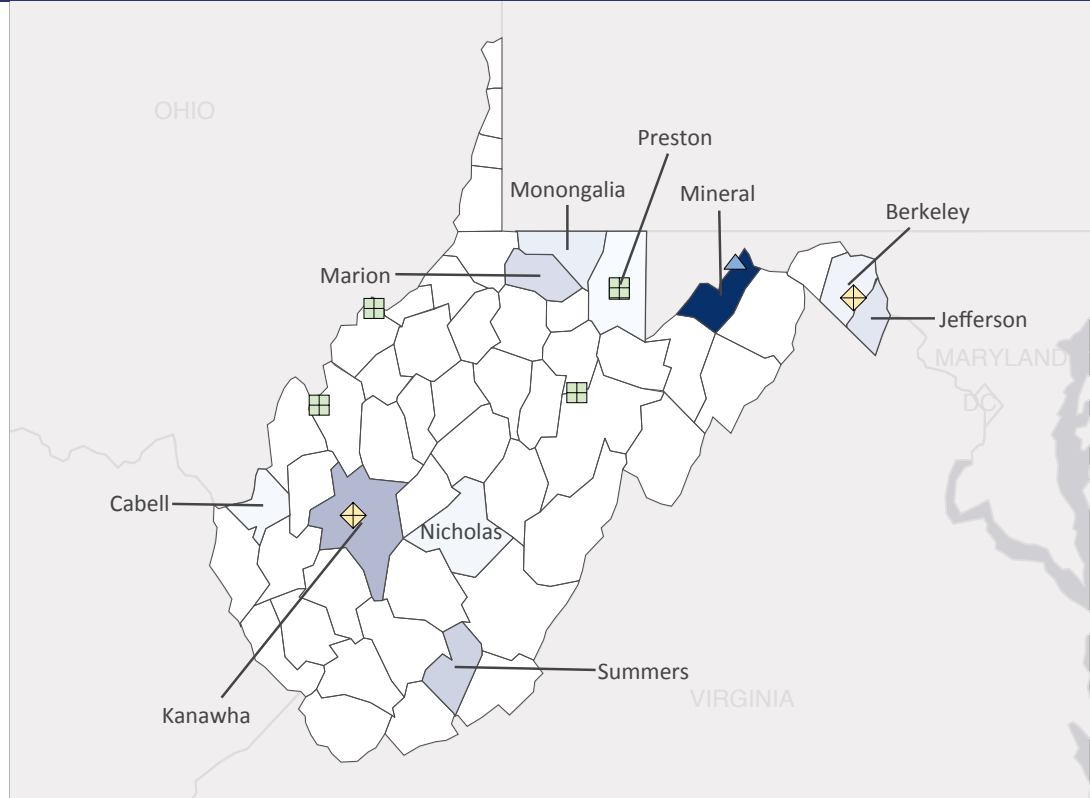 OHIO
Preston
Monongalia
Mineral
Berkeley
Marion
Jefferson
MARYLAND
DC
Cabell
Nicholas
Summers
VIRGINIA
Kanawha